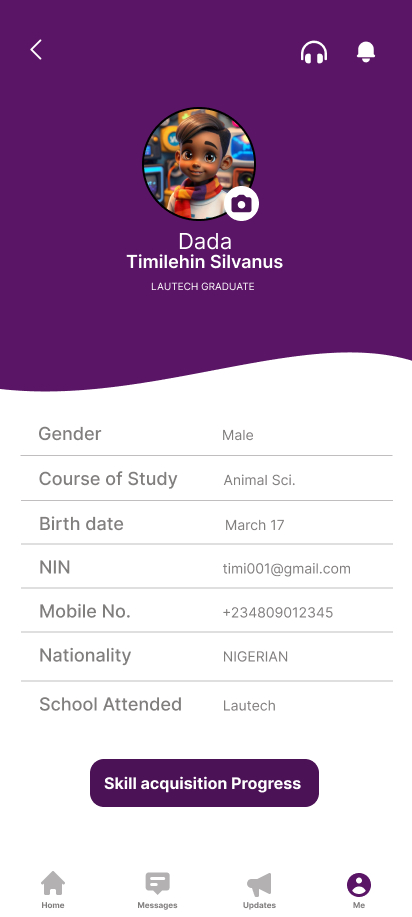 Dada
Timilehin Silvanus
LAUTECH GRADUATE
Gender Male
Course of Study Animal Sci.
Birth date March 17
NIN timi001@gmail.com
Mobile No. +234809012345
Nationality NIGERIAN
School Attended Lautech
Skill acquisition Progress
Home Messages Updates Me